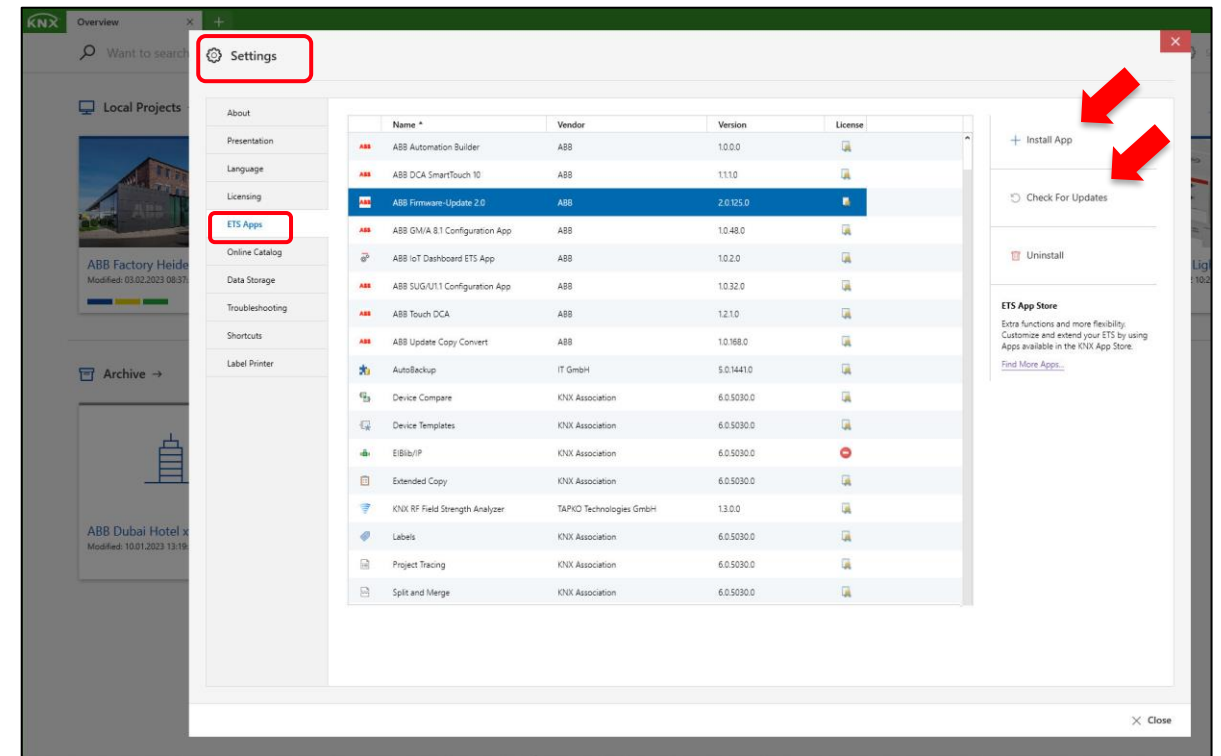 KNX Overview
Want to search
Settings
Local Projects
ABB Factory Heide
Modified: 03.02.2023 08:37:
Archive →
ABB Dubai Hotel x
Modified: 10.01.2023 13:19:
About
Presentation
Language
Licensing
ETS Apps
Online Catalog
Data Storage
Troubleshooting
Shortcuts
Label Printer
Name Vendor Version License
ABB ABB Automation Builder ABB 1.0.0.0
ABB ABB DCA SmartTouch 10 ABB 1.1.1.0
ABB ABB Firmware-Update 2.0 ABB 2.0.125.0
ABB ABB GM/A 8.1 Configuration App ABB 1.0.48.0
ABB IoT Dashboard ETS App ABB 1.0.2.0
ABB ABB SUG/U1.1 Configuration App ABB 1.0.32.0
ABB ABB Touch DCA ABB 1.2.1.0
ABB ABB Update Copy Convert ABB 1.0.168.0
AutoBackup IT GmbH 5.0.1441.0
Device Compare KNX Association 6.0.5030.0
Device Templates KNX Association 6.0.5030.0
EIBlib/IP KNX Association 6.0.5030.0
Extended Copy KNX Association 6.0.5030.0
KNX RF Field Strength Analyzer TAPKO Technologies GmbH 1.3.0.0
Labels KNX Association 6.0.5030.0
Project Tracing KNX Association 6.0.5030.0
Split and Merge KNX Association 6.0.5030.0
Install App
Check For Updates
Uninstall
ETS App Store
Extra functions and more flexibility.
Customize and extend your ETS by using
Apps available in the KNX App Store.
Find More Apps...
Ligh
: 10:2
Close